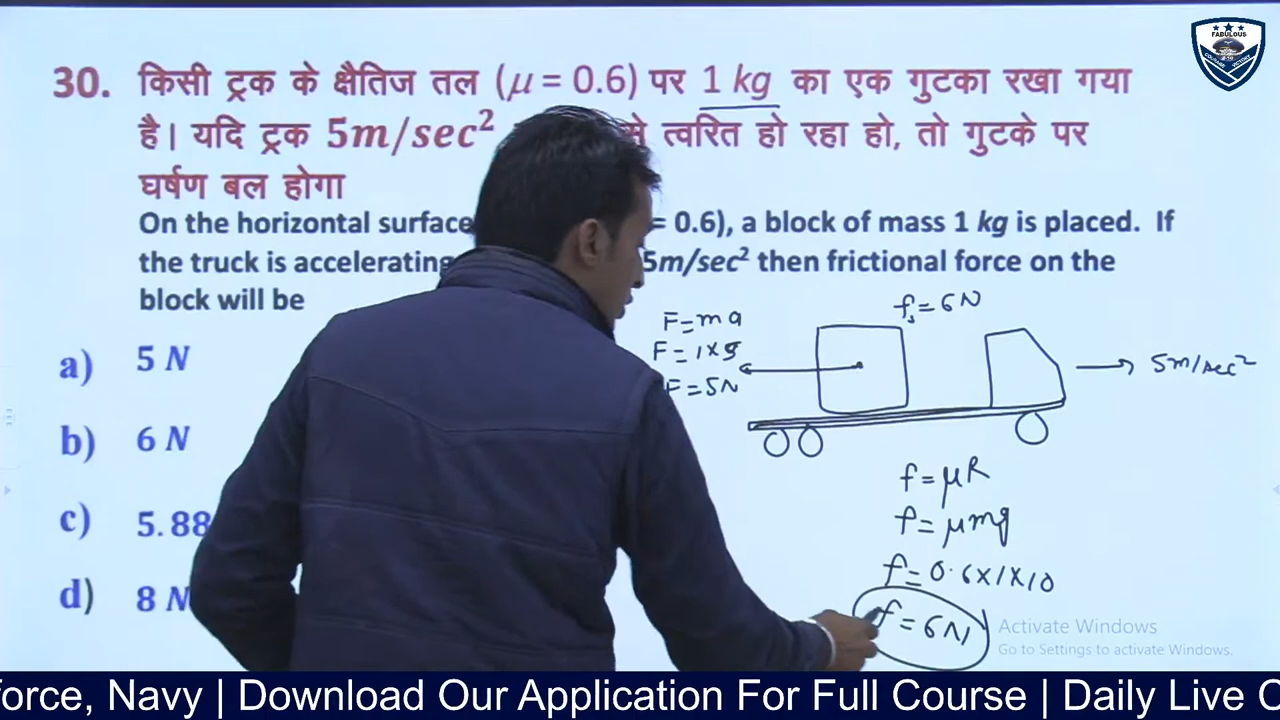 FABULOUS
COURAGE
VICTORY
30. किसी ट्रक के क्षैतिज तल (μ = 0.6) पर 1 kg का एक गुटका रखा गया
है। यदि ट्रक 5m/sec² से त्वरित हो रहा हो, तो गुटके पर
घर्षण बल होगा
On the horizontal surface = 0.6), a block of mass 1 kg is placed. If
the truck is accelerating 5m/sec² then frictional force on the
block will be
a) 5 N
b) 6 N
c) 5.88
d) 8 N
F=ma
F=1×5
F=5N
fs=6N
5m/sec²
f=μR
f=μmg
f=0.6×1×10
f=6N
Activate Windows
Go to Settings to activate Windows.
force, Navy | Download Our Application For Full Course | Daily Live C